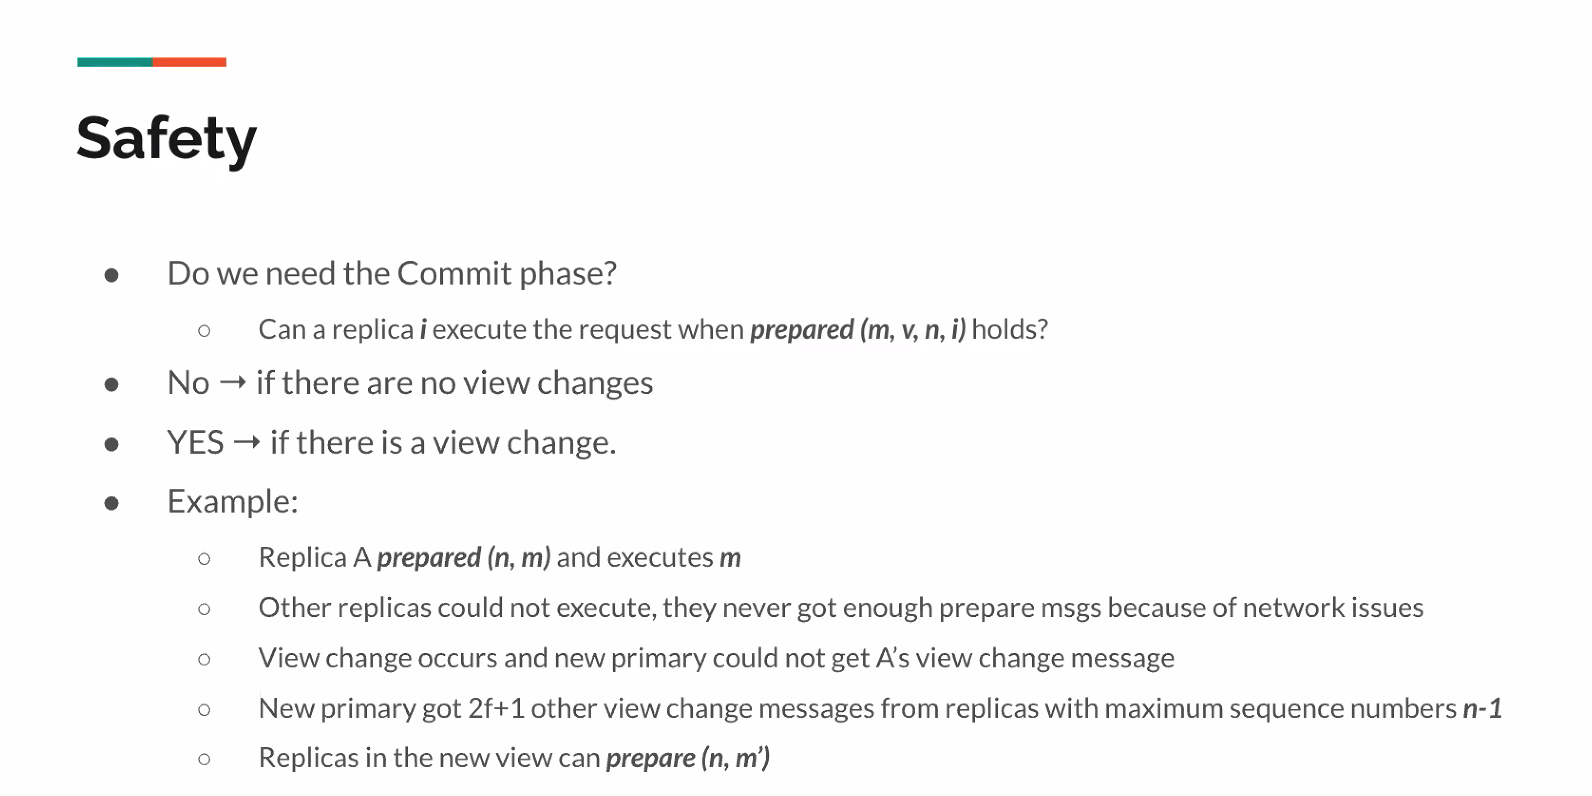 Safety
● Do we need the Commit phase?
○ Can a replica i execute the request when prepared (m, v, n, i) holds?
● No → if there are no view changes
● YES → if there is a view change.
● Example:
○ Replica A prepared (n, m) and executes m
○ Other replicas could not execute, they never got enough prepare msgs because of network issues
○ View change occurs and new primary could not get A’s view change message
○ New primary got 2f+1 other view change messages from replicas with maximum sequence numbers n-1
○ Replicas in the new view can prepare (n, m’)